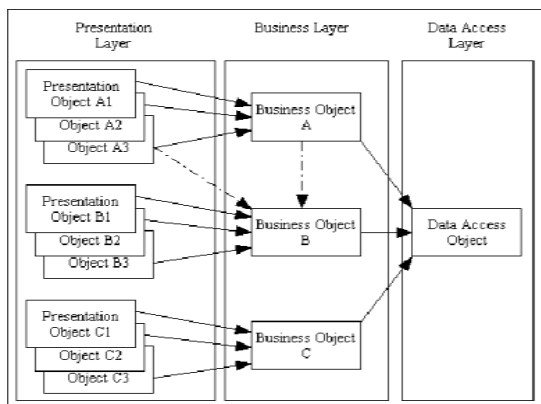 Presentation
Layer
Business Layer
Data Access
Layer
Presentation
Object A1
Object A2
Object A3
Business Object
A
Presentation
Object B1
Object B2
Object B3
Business Object
B
Data Access
Object
Presentation
Object C1
Object C2
Object C3
Business Object
C